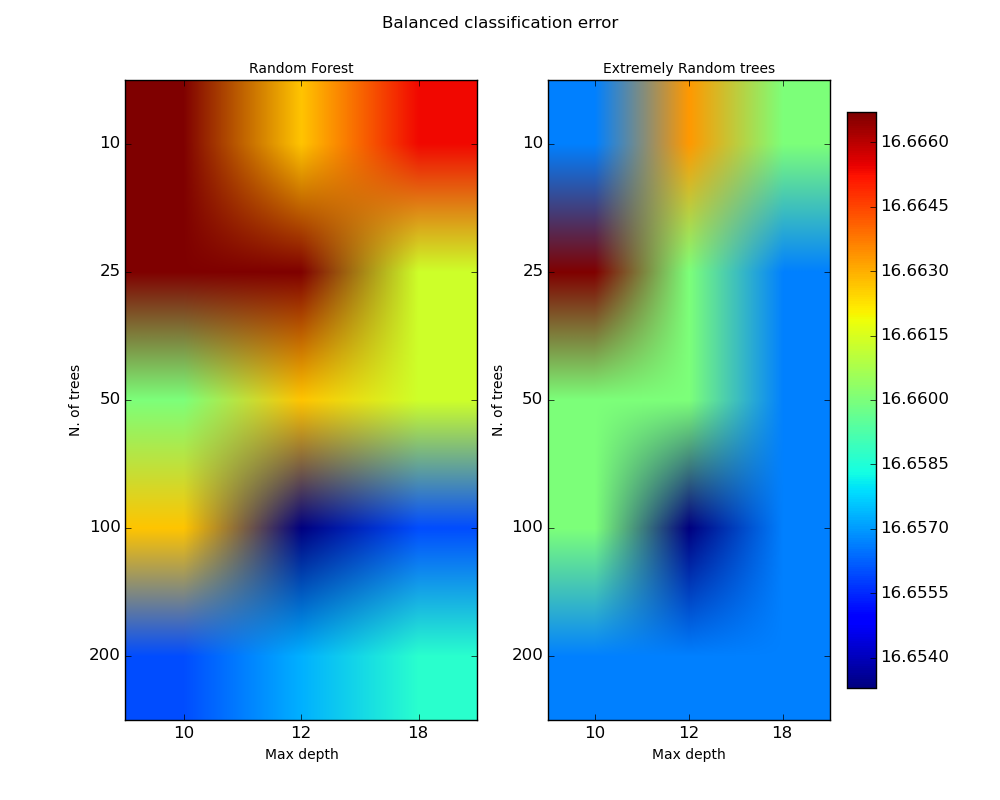 Balanced classification error
Random Forest
Extremely Random trees
10
25
50
100
200
N. of trees
10 12 18
Max depth
10
25
50
100
200
N. of trees
10 12 18
Max depth
16.6660
16.6645
16.6630
16.6615
16.6600
16.6585
16.6570
16.6555
16.6540